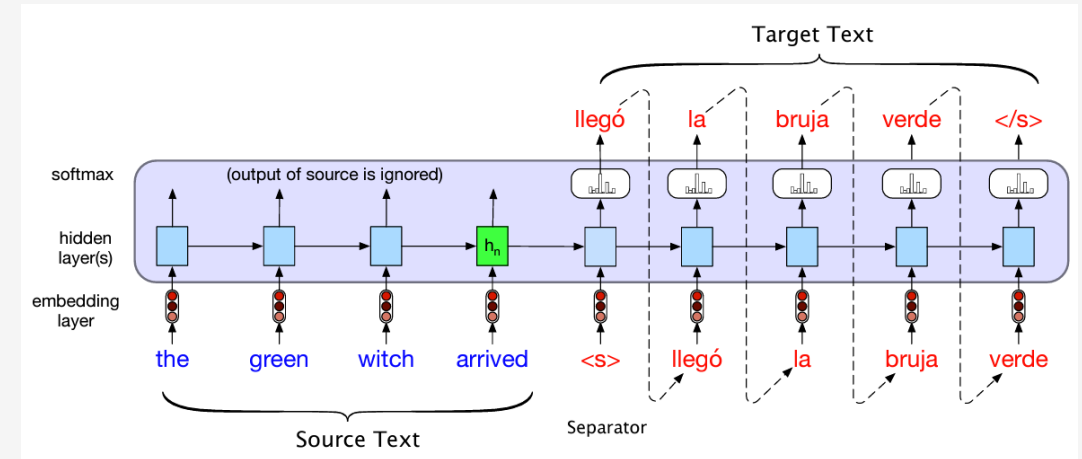 Target Text
llegó la bruja verde </s>
softmax (output of source is ignored)
hidden
layer(s)
hn
embedding
layer
the green witch arrived <s> llegó la bruja verde
Separator
Source Text